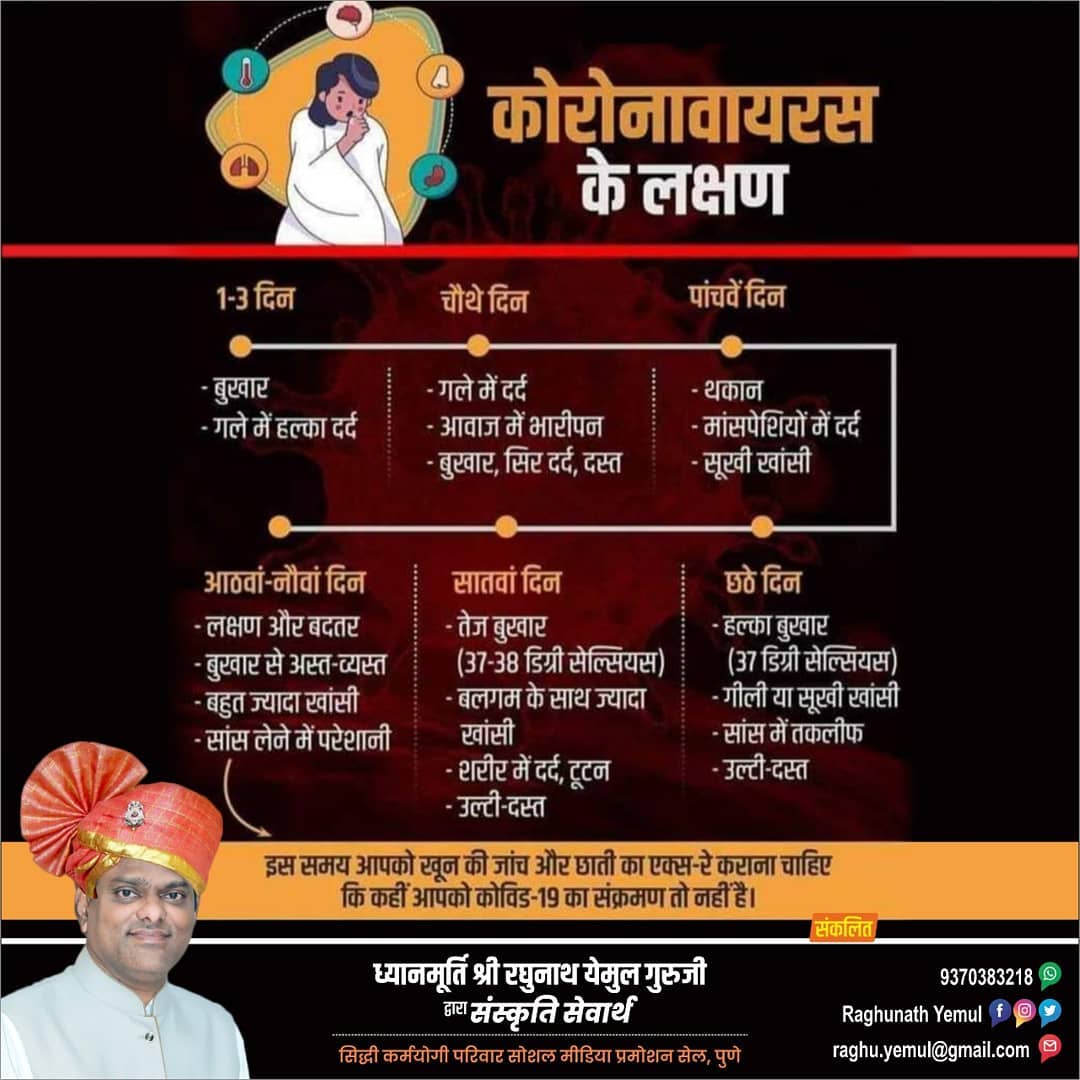 कोरोनावायरस
के लक्षण
1-3 दिन
- बुखार
- गले में हल्का दर्द
चौथे दिन
- गले में दर्द
- आवाज में भारीपन
- बुखार, सिर दर्द, दस्त
पांचवें दिन
- थकान
- मांसपेशियों में दर्द
- सूखी खांसी
छठे दिन
- हल्का बुखार
(37 डिग्री सेल्सियस)
- गीली या सूखी खांसी
- सांस में तकलीफ
- उल्टी-दस्त
सातवां दिन
- तेज बुखार
(37-38 डिग्री सेल्सियस)
- बलगम के साथ ज्यादा
खांसी
- शरीर में दर्द, टूटन
- उल्टी-दस्त
आठवां-नौवां दिन
- लक्षण और बदतर
- बुखार से अस्त-व्यस्त
- बहुत ज्यादा खांसी
- सांस लेने में परेशानी
इस समय आपको खून की जांच और छाती का एक्स-रे कराना चाहिए
कि कहीं आपको कोविड-19 का संक्रमण तो नहीं है।
संकलित
ध्यानमूर्ति श्री रघुनाथ येमुल गुरुजी
द्वारा संस्कृति सेवार्थ
सिद्धी कर्मयोगी परिवार सोशल मीडिया प्रमोशन सेल, पुणे
9370383218
Raghunath Yemul
raghu.yemul@gmail.com